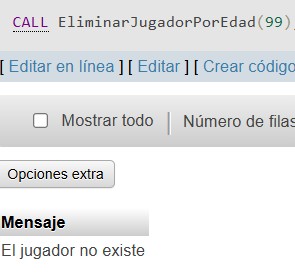 CALL EliminarJugadorPorEdad(99)
[ Editar en línea ] [ Editar ] [ Crear código
Mostrar todo Número de filas
Opciones extra
Mensaje
El jugador no existe